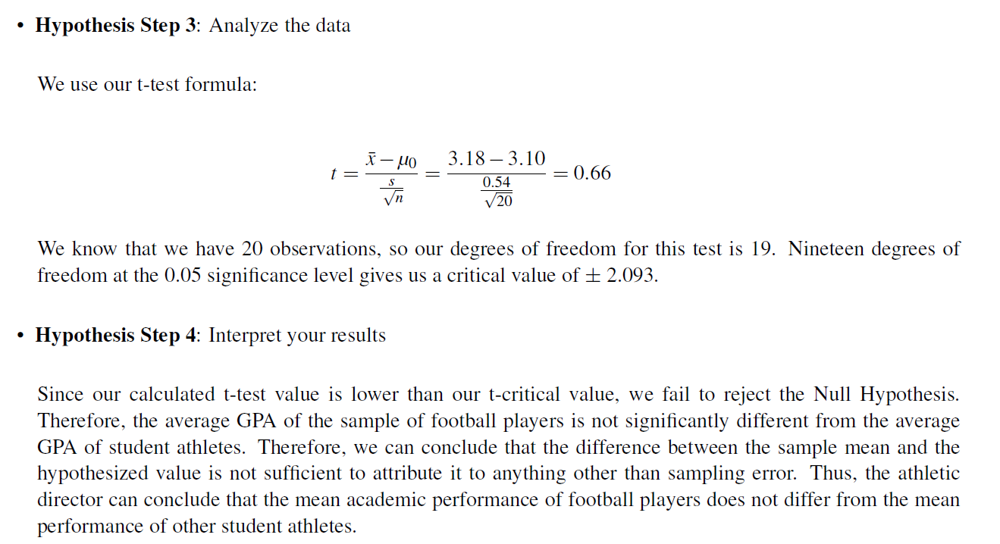 • Hypothesis Step 3: Analyze the data
We use our t-test formula:
t = \frac{\bar{x} - \mu_0}{\frac{s}{\sqrt{n}}} = \frac{3.18 - 3.10}{\frac{0.54}{\sqrt{20}}} = 0.66
We know that we have 20 observations, so our degrees of freedom for this test is 19. Nineteen degrees of
freedom at the 0.05 significance level gives us a critical value of ± 2.093.
• Hypothesis Step 4: Interpret your results
Since our calculated t-test value is lower than our t-critical value, we fail to reject the Null Hypothesis.
Therefore, the average GPA of the sample of football players is not significantly different from the average
GPA of student athletes. Therefore, we can conclude that the difference between the sample mean and the
hypothesized value is not sufficient to attribute it to anything other than sampling error. Thus, the athletic
director can conclude that the mean academic performance of football players does not differ from the mean
performance of other student athletes.